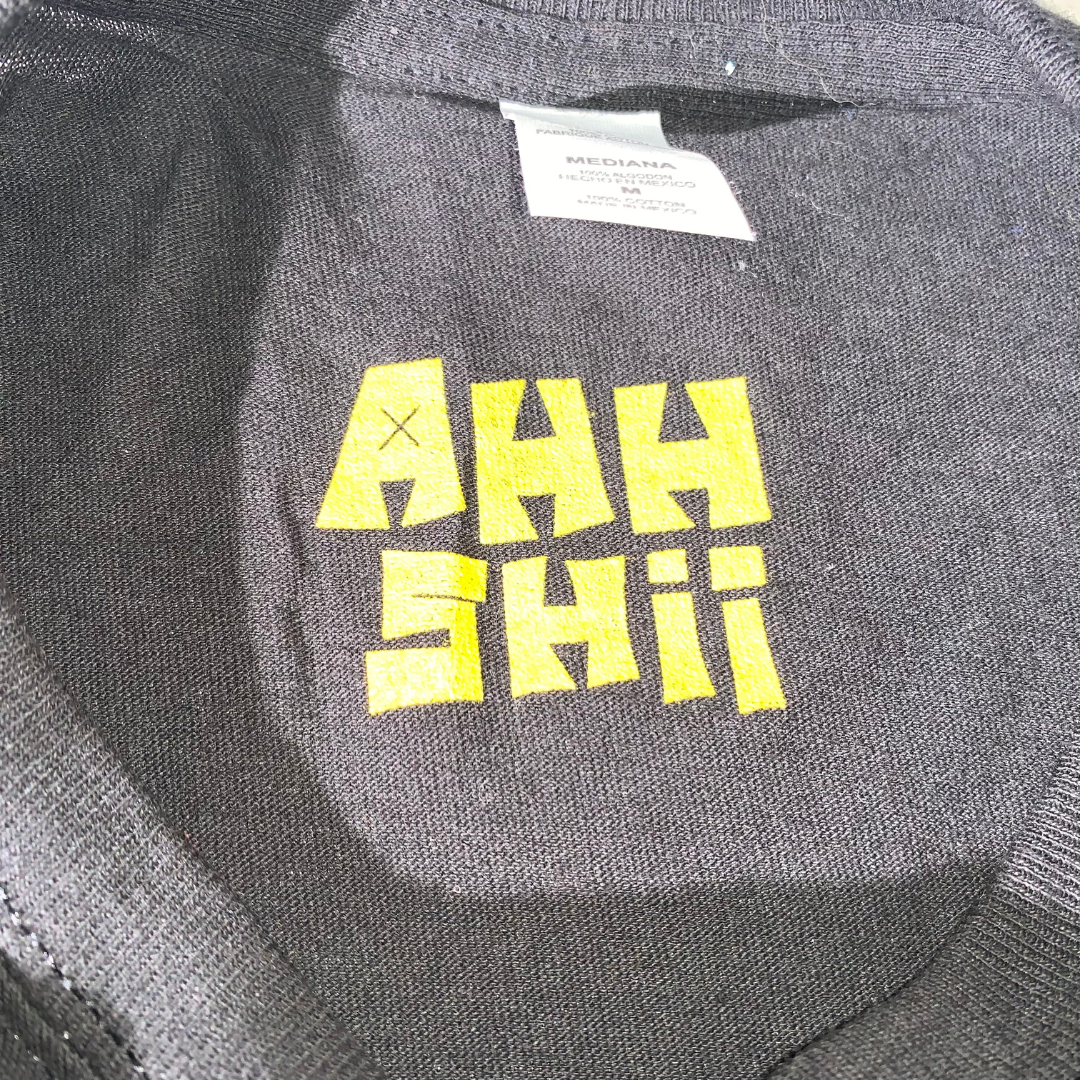 MEDIANA
100% ALGODON
HECHO EN MEXICO
M
100% COTTON
MADE IN MEXICO
AHH
SHii